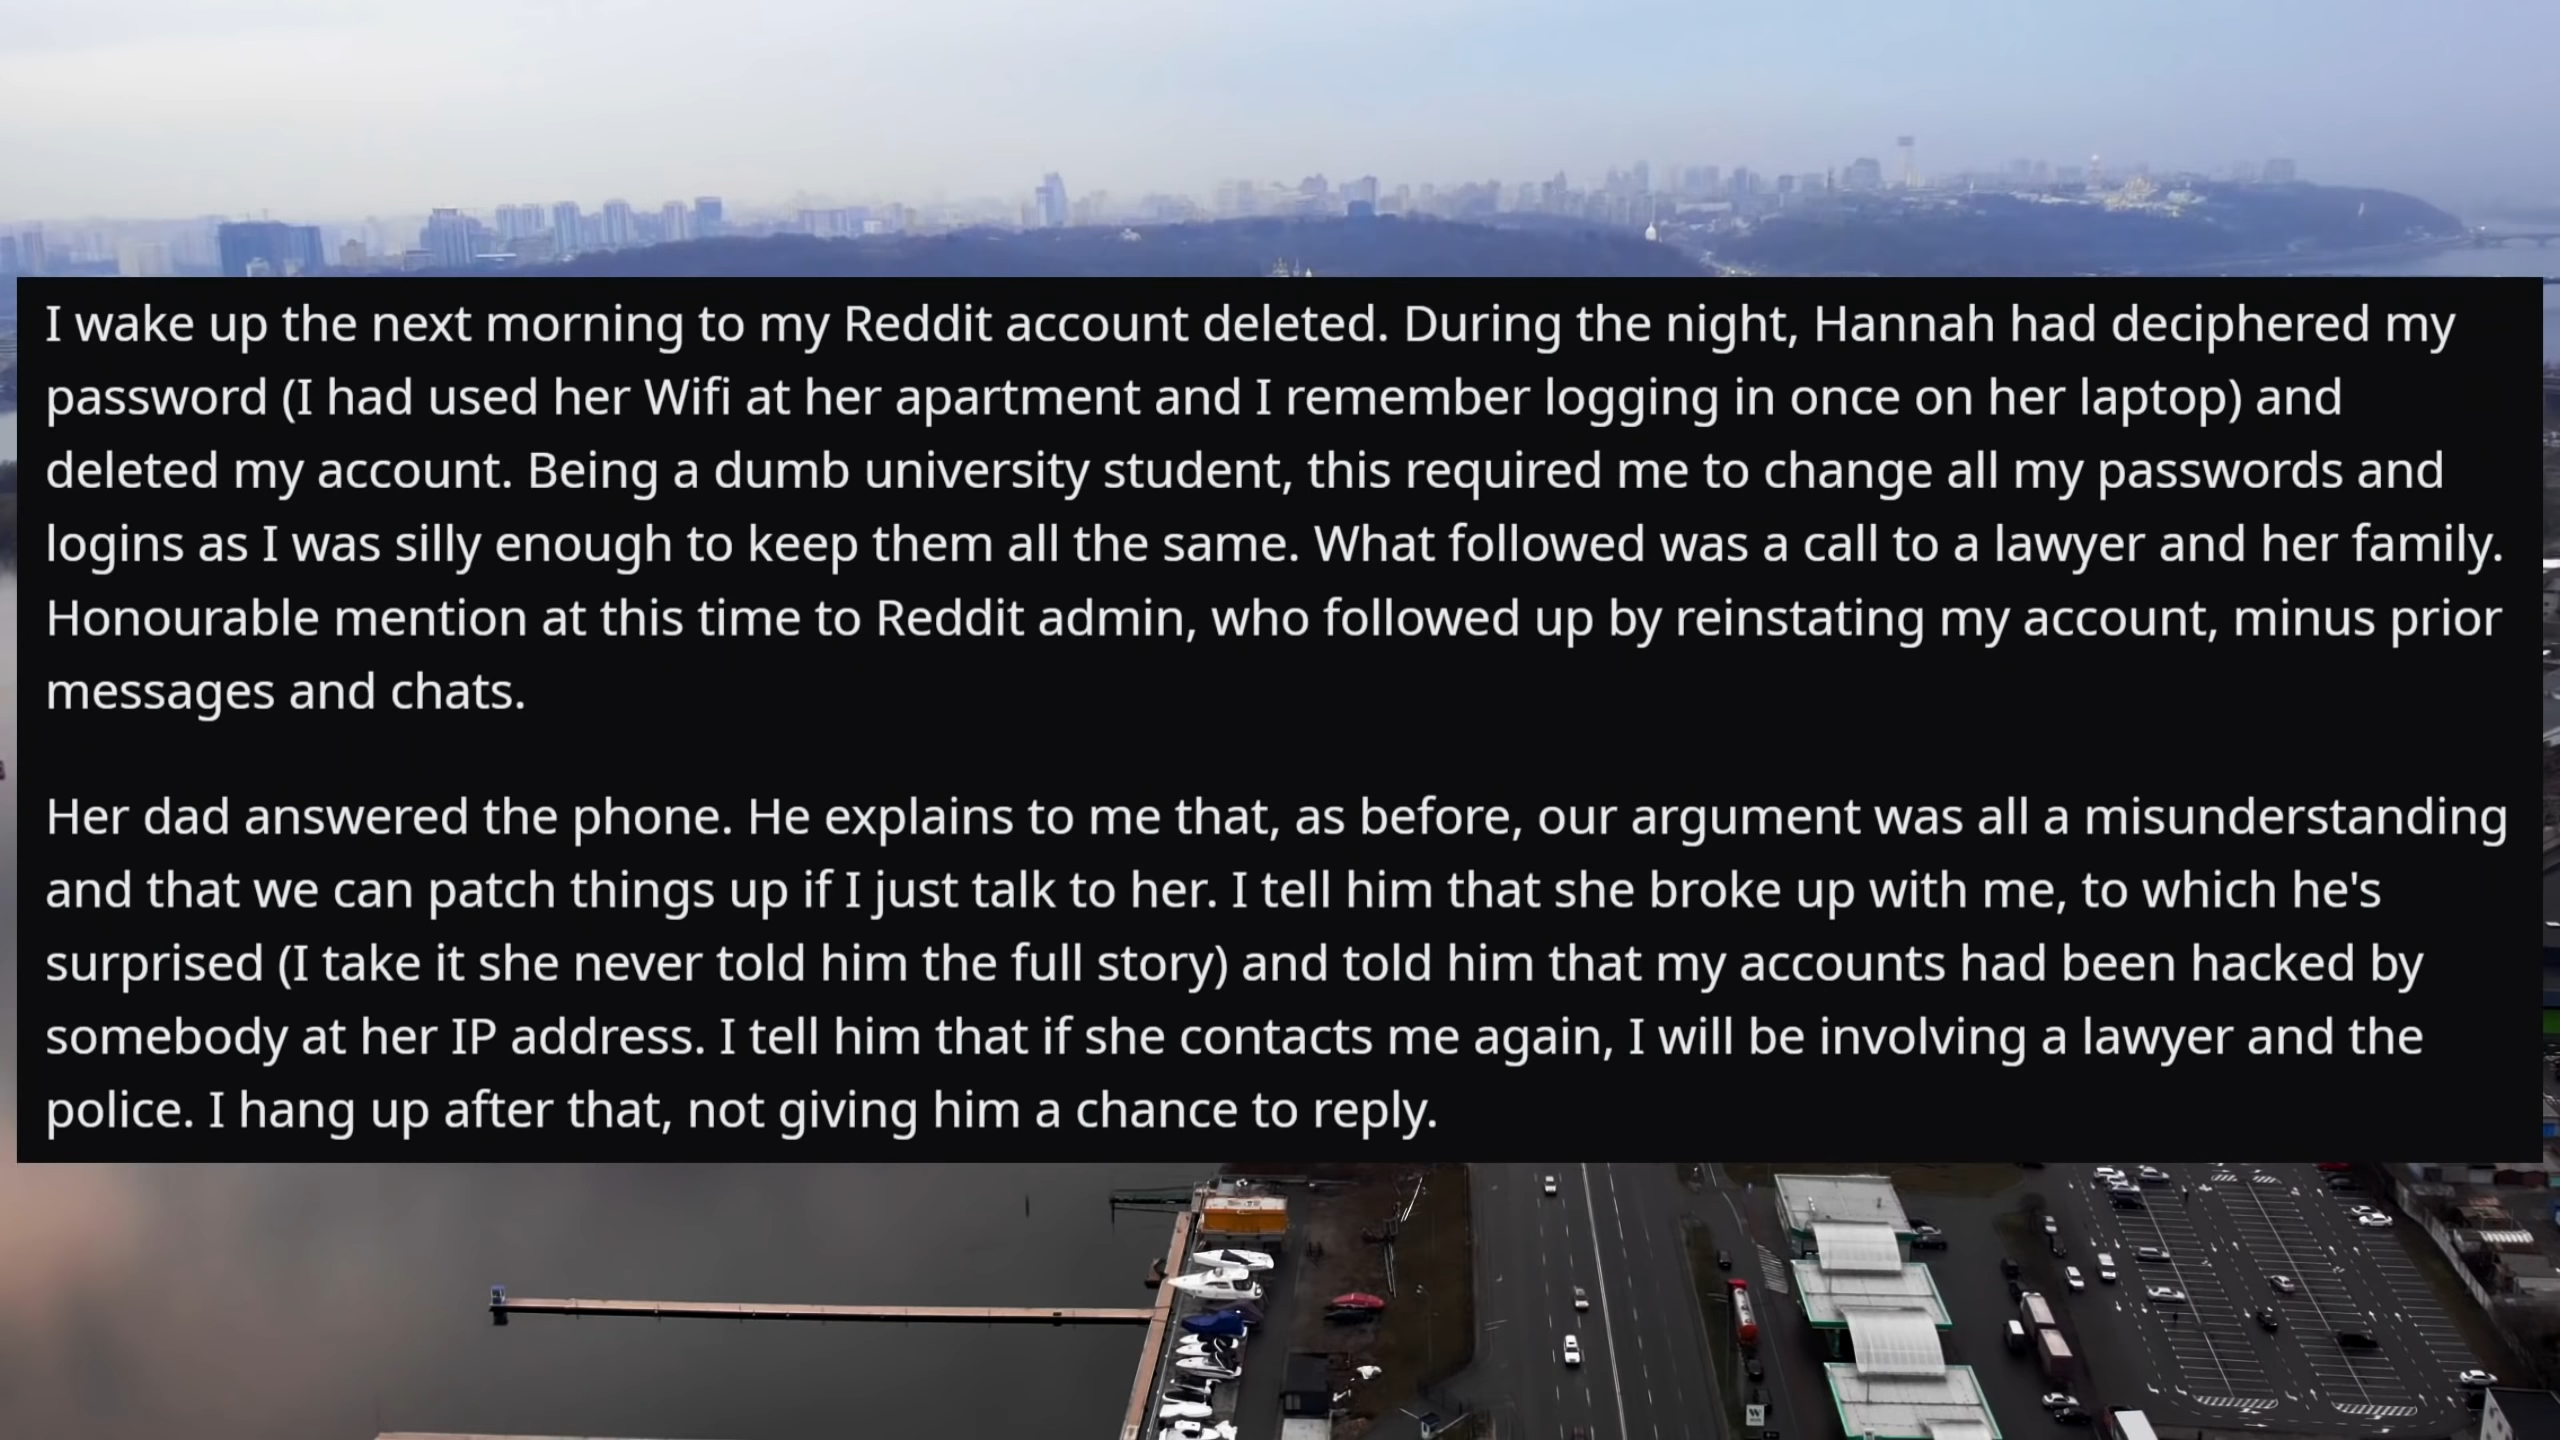 I wake up the next morning to my Reddit account deleted. During the night, Hannah had deciphered my
password (I had used her Wifi at her apartment and I remember logging in once on her laptop) and
deleted my account. Being a dumb university student, this required me to change all my passwords and
logins as I was silly enough to keep them all the same. What followed was a call to a lawyer and her family.
Honourable mention at this time to Reddit admin, who followed up by reinstating my account, minus prior
messages and chats.
Her dad answered the phone. He explains to me that, as before, our argument was all a misunderstanding
and that we can patch things up if I just talk to her. I tell him that she broke up with me, to which he's
surprised (I take it she never told him the full story) and told him that my accounts had been hacked by
somebody at her IP address. I tell him that if she contacts me again, I will be involving a lawyer and the
police. I hang up after that, not giving him a chance to reply.